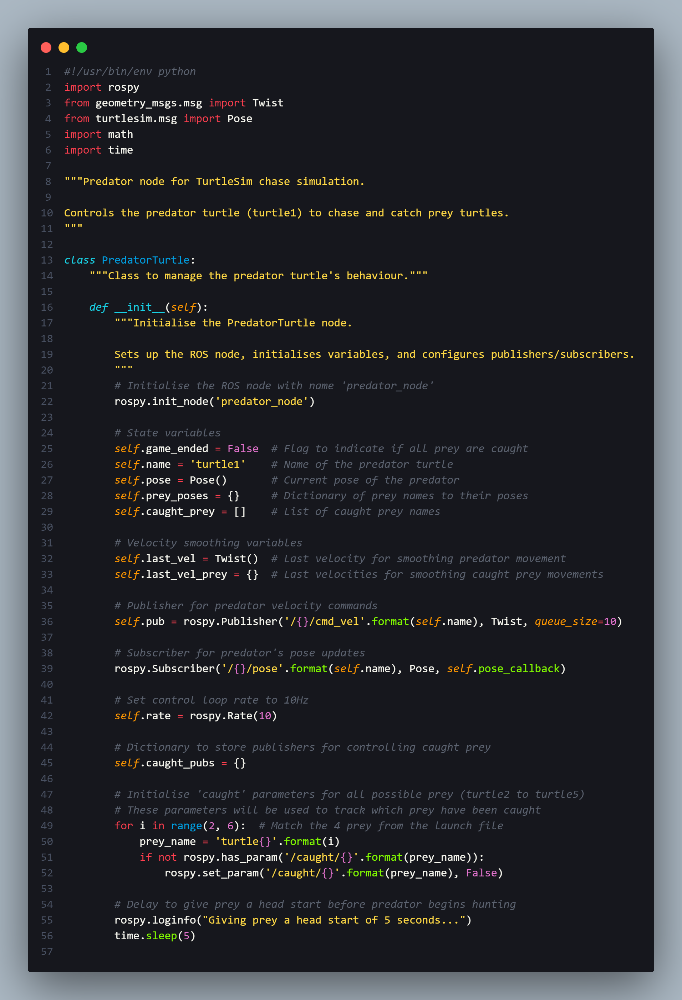 1 #!/usr/bin/env python
2 import rospy
3 from geometry_msgs.msg import Twist
4 from turtlesim.msg import Pose
5 import math
6 import time
7
8 """Predator node for TurtleSim chase simulation.
9
10 Controls the predator turtle (turtle1) to chase and catch prey turtles.
11 """
12
13 class PredatorTurtle:
14     """Class to manage the predator turtle's behaviour."""
15
16     def __init__(self):
17         """Initialise the PredatorTurtle node.
18
19         Sets up the ROS node, initialises variables, and configures publishers/subscribers.
20         """
21         # Initialise the ROS node with name 'predator_node'
22         rospy.init_node('predator_node')
23
24         # State variables
25         self.game_ended = False  # Flag to indicate if all prey are caught
26         self.name = 'turtle1'    # Name of the predator turtle
27         self.pose = Pose()       # Current pose of the predator
28         self.prey_poses = {}     # Dictionary of prey names to their poses
29         self.caught_prey = []    # List of caught prey names
30
31         # Velocity smoothing variables
32         self.last_vel = Twist()  # Last velocity for smoothing predator movement
33         self.last_vel_prey = {}  # Last velocities for smoothing caught prey movements
34
35         # Publisher for predator velocity commands
36         self.pub = rospy.Publisher('/{}/cmd_vel'.format(self.name), Twist, queue_size=10)
37
38         # Subscriber for predator's pose updates
39         rospy.Subscriber('/{}/pose'.format(self.name), Pose, self.pose_callback)
40
41         # Set control loop rate to 10Hz
42         self.rate = rospy.Rate(10)
43
44         # Dictionary to store publishers for controlling caught prey
45         self.caught_pubs = {}
46
47         # Initialise 'caught' parameters for all possible prey (turtle2 to turtle5)
48         # These parameters will be used to track which prey have been caught
49         for i in range(2, 6):  # Match the 4 prey from the launch file
50             prey_name = 'turtle{}'.format(i)
51             if not rospy.has_param('/caught/{}'.format(prey_name)):
52                 rospy.set_param('/caught/{}'.format(prey_name), False)
53
54         # Delay to give prey a head start before predator begins hunting
55         rospy.loginfo("Giving prey a head start of 5 seconds...")
56         time.sleep(5)
57